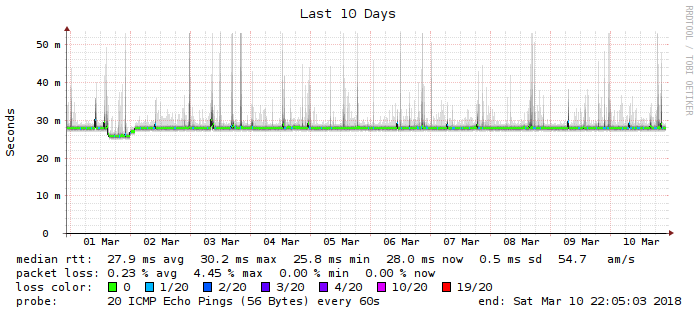 Last 10 Days
RRDTOOL / TOBI OETIKER
Seconds
50 m
40 m
30 m
20 m
10 m
0
01 Mar 02 Mar 03 Mar 04 Mar 05 Mar 06 Mar 07 Mar 08 Mar 09 Mar 10 Mar
median rtt: 27.9 ms avg 30.2 ms max 25.8 ms min 28.0 ms now 0.5 ms sd 54.7 am/s
packet loss: 0.23 % avg 4.45 % max 0.00 % min 0.00 % now
loss color: 0 1/20 2/20 3/20 4/20 10/20 19/20
probe: 20 ICMP Echo Pings (56 Bytes) every 60s end: Sat Mar 10 22:05:03 2018